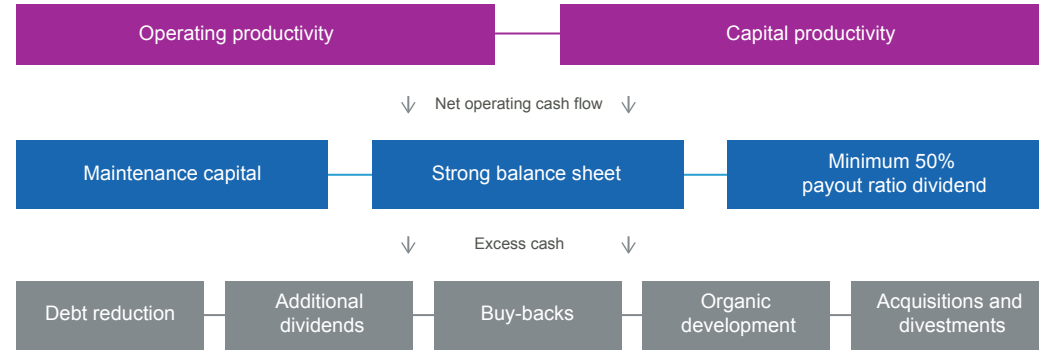 Operating productivity
Capital productivity
Net operating cash flow
Maintenance capital
Strong balance sheet
Minimum 50%
payout ratio dividend
Excess cash
Debt reduction
Additional
dividends
Buy-backs
Organic
development
Acquisitions and
divestments